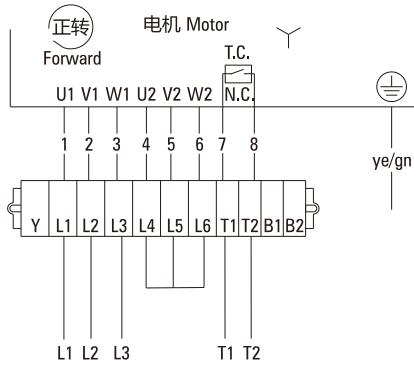 正转 电机 Motor
Forward T.C.
U1 V1 W1 U2 V2 W2 N.C.
1 2 3 4 5 6 7 8
ye/gn
Y L1 L2 L3 L4 L5 L6 T1 T2 B1 B2
L1 L2 L3 T1 T2